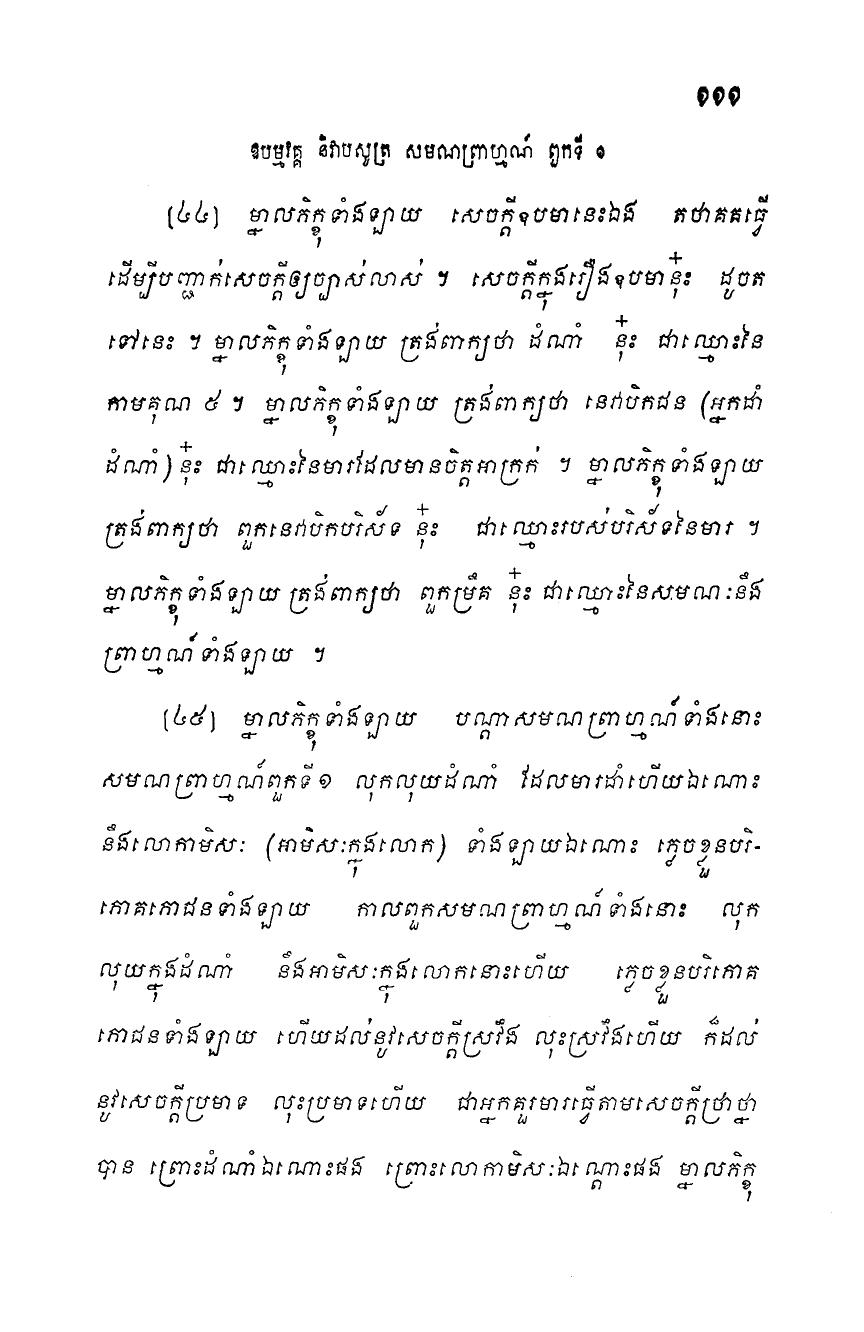 ១១១
ឱបម្មវគ្គ និវាបសូត្រ សមណព្រាហ្មណ៍ ពួកទី ១
(៤៤) ម្នាលភិក្ខុទាំងឡាយ សេចក្តីឧបមានេះឯង តថាគតធ្វើ
ដើម្បីបញ្ជាក់សេចក្តីឲ្យច្បាស់លាស់ ។ សេចក្តីក្នុងរឿងឧបមានុ៎ះ ដូចត
ទៅនេះ ។ ម្នាលភិក្ខុទាំងឡាយ ត្រង់ពាក្យថា ដំណាំ នុ៎ះ ជាឈ្មោះនៃ
កាមគុណ ៥ ។ ម្នាលភិក្ខុទាំងឡាយ ត្រង់ពាក្យថា នេវាបិកជន (អ្នកដាំ
ដំណាំ) នុ៎ះ ជាឈ្មោះនៃមារដែលមានចិត្តអាក្រក់ ។ ម្នាលភិក្ខុទាំងឡាយ
ត្រង់ពាក្យថា ពួកនេវាបិកបរិស័ទ នុ៎ះ ជាឈ្មោះរបស់បរិស័ទនៃមារ ។
ម្នាលភិក្ខុទាំងឡាយ ត្រង់ពាក្យថា ពួកម្រឹគ នុ៎ះ ជាឈ្មោះនៃសមណៈនឹង
ព្រាហ្មណ៍ទាំងឡាយ ។
(៤៥) ម្នាលភិក្ខុទាំងឡាយ បណ្តាសមណព្រាហ្មណ៍ទាំងនោះ
សមណព្រាហ្មណ៍ពួកទី១ លុកលុយដំណាំ ដែលមារដាំហើយឯណោះ
នឹងលោកាមិសៈ (អាមិសៈក្នុងលោក) ទាំងឡាយឯណោះ ភ្លេចខ្លួនបរិ-
ភោគភោជនទាំងឡាយ កាលពួកសមណព្រាហ្មណ៍ទាំងនោះ លុក
លុយក្នុងដំណាំ នឹងអាមិសៈក្នុងលោកនោះហើយ ភ្លេចខ្លួនបរិភោគ
ភោជនទាំងឡាយ ហើយដល់នូវសេចក្តីស្រវឹង លុះស្រវឹងហើយ ក៏ដល់
នូវសេចក្តីប្រមាទ លុះប្រមាទហើយ ជាអ្នកគួរមារធ្វើតាមសេចក្តីប្រាថ្នា
បាន ព្រោះដំណាំឯណោះផង ព្រោះលោកាមិសៈឯណ្តោះផង ម្នាលភិក្ខុ